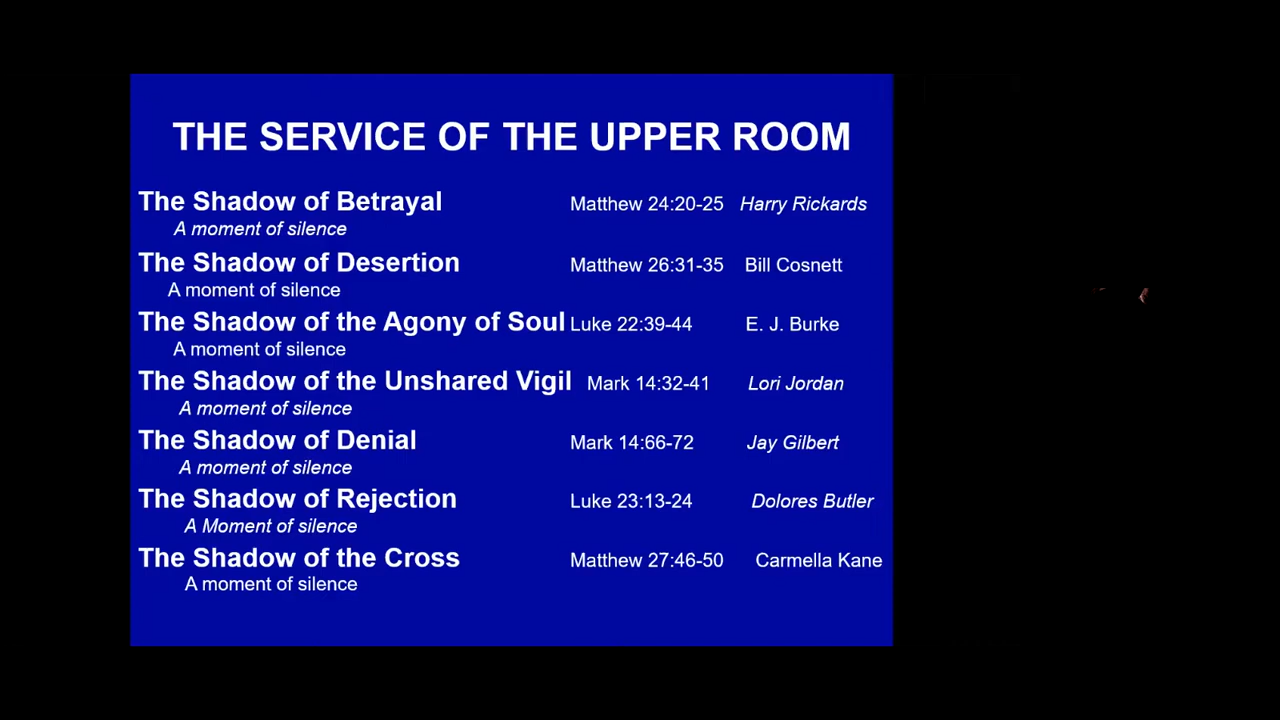 THE SERVICE OF THE UPPER ROOM
The Shadow of Betrayal Matthew 24:20-25 Harry Rickards
A moment of silence
The Shadow of Desertion Matthew 26:31-35 Bill Cosnett
A moment of silence
The Shadow of the Agony of Soul Luke 22:39-44 E. J. Burke
A moment of silence
The Shadow of the Unshared Vigil Mark 14:32-41 Lori Jordan
A moment of silence
The Shadow of Denial Mark 14:66-72 Jay Gilbert
A moment of silence
The Shadow of Rejection Luke 23:13-24 Dolores Butler
A Moment of silence
The Shadow of the Cross Matthew 27:46-50 Carmella Kane
A moment of silence